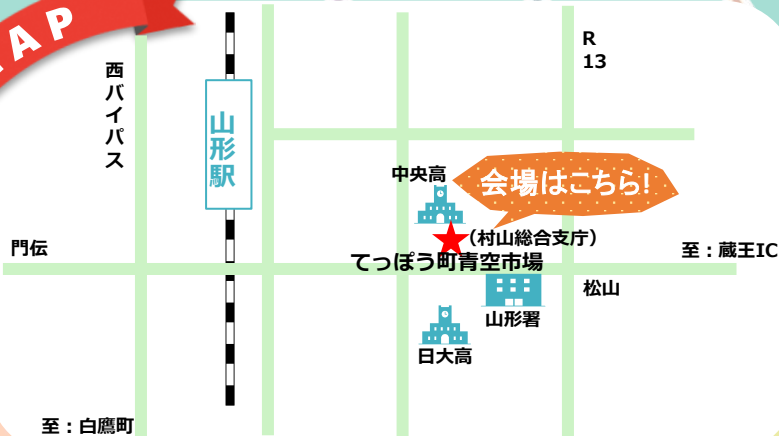 AP
西バイパス
R
13
山形駅
中央高
会場はこちら!
(村山総合支庁)
門伝
てっぽう町青空市場
至：蔵王IC
松山
山形署
日大高
至：白鷹町